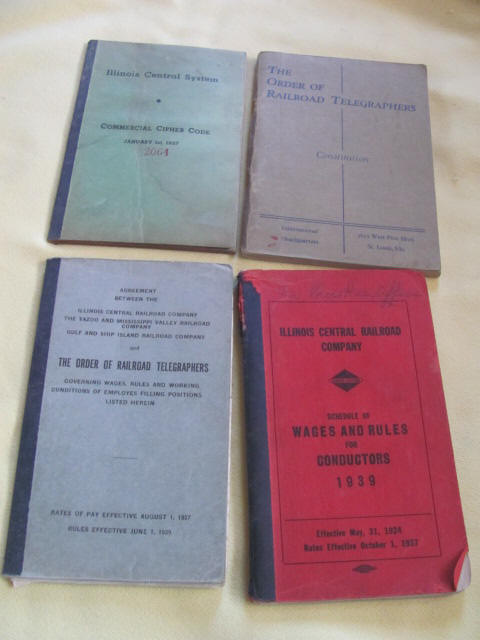 Illinois Central System
COMMERCIAL CIPHER CODE
JANUARY 1st, 1937
2064
THE
ORDER OF
RAILROAD TELEGRAPHERS
Constitution
International
Headquarters
St. Louis, Mo.
AGREEMENT
BETWEEN THE
ILLINOIS CENTRAL RAILROAD COMPANY
THE YAZOO AND MISSISSIPPI VALLEY RAILROAD
COMPANY
GULF AND SHIP ISLAND RAILROAD COMPANY
and
THE ORDER OF RAILROAD TELEGRAPHERS
GOVERNING WAGES, RULES AND WORKING
CONDITIONS OF EMPLOYES FILLING POSITIONS
LISTED HEREIN
RATES OF PAY EFFECTIVE AUGUST 1, 1937
RULES EFFECTIVE JUNE 1, 1939
ILLINOIS CENTRAL RAILROAD
COMPANY
SCHEDULE OF
WAGES AND RULES
FOR
CONDUCTORS
1939
Effective May, 31, 1924
Rates Effective October 1, 1937